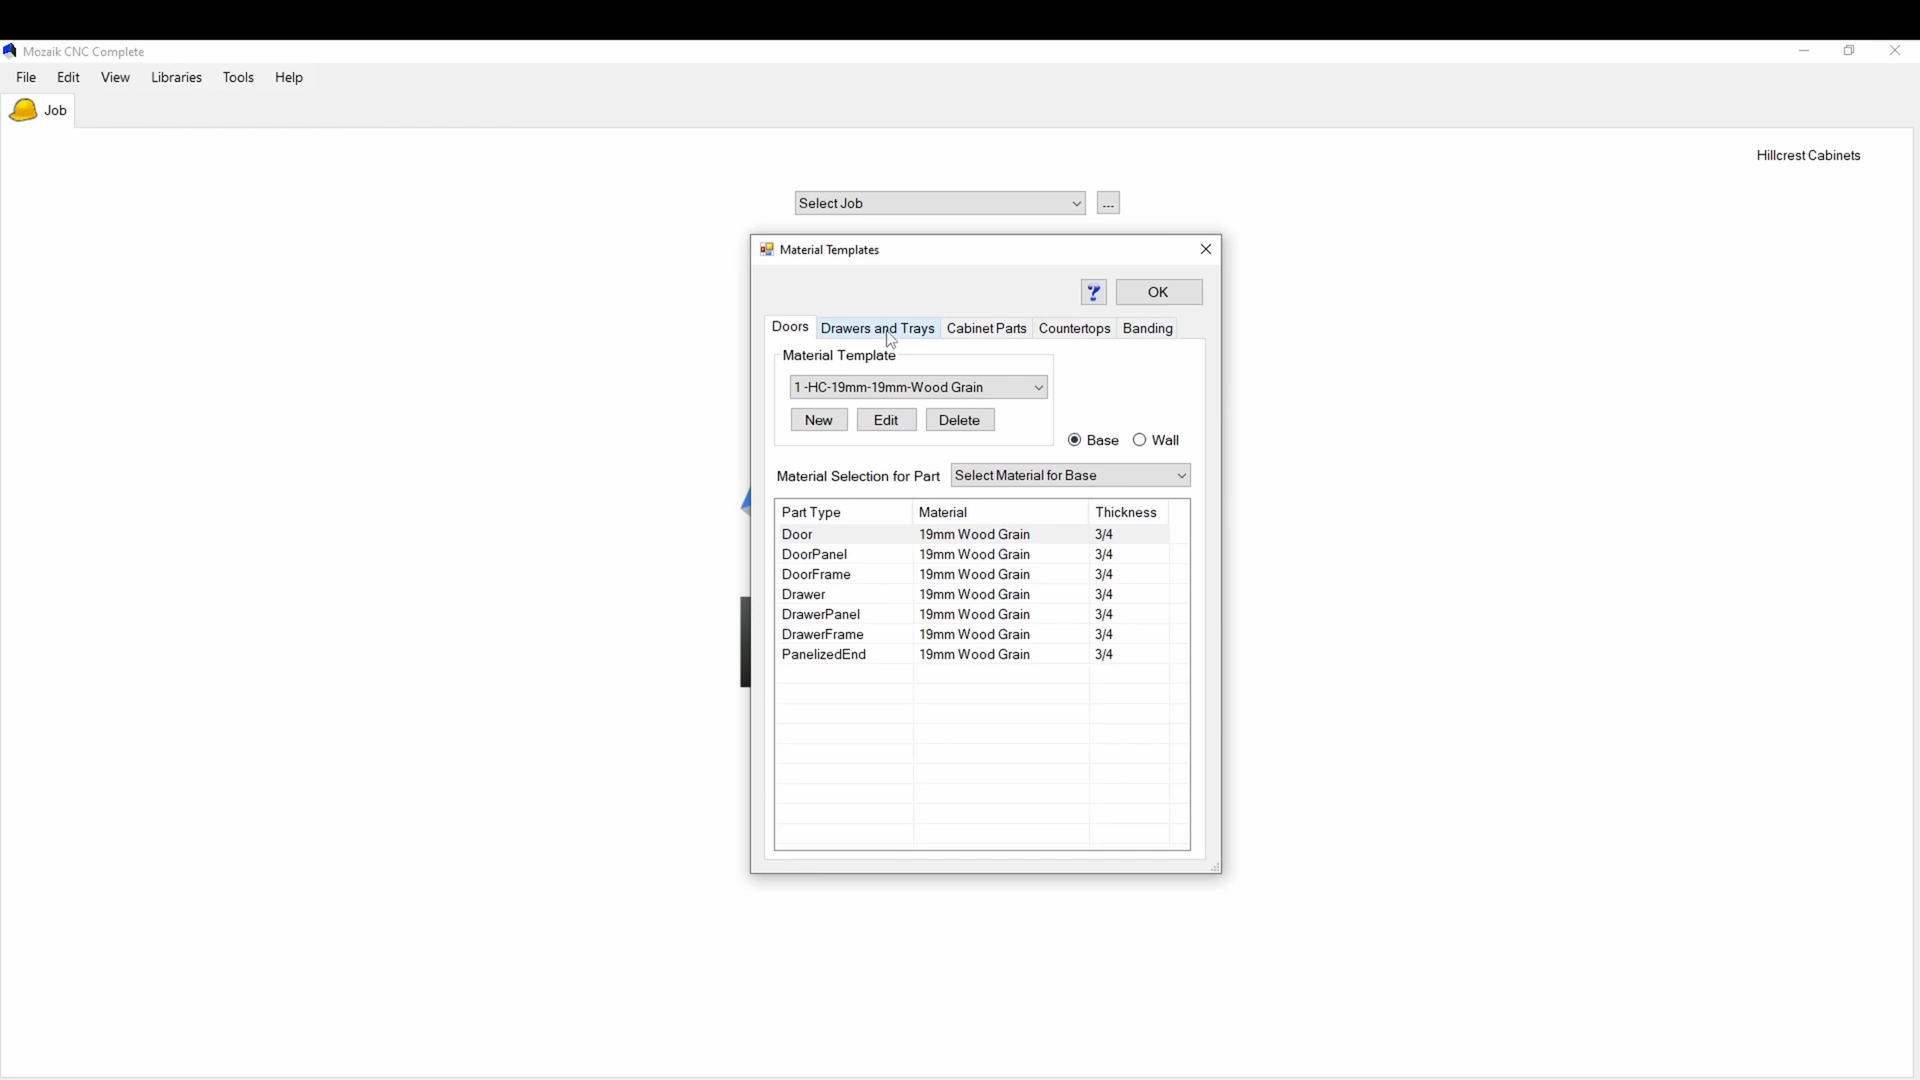 Mozaik CNC Complete
File Edit View Libraries Tools Help
Job
Hillcrest Cabinets
Select Job ...
Material Templates
? OK
Doors Drawers and Trays Cabinet Parts Countertops Banding
Material Template
1 -HC-19mm-19mm-Wood Grain
New Edit Delete
Base Wall
Material Selection for Part Select Material for Base
Part Type Material Thickness
Door 19mm Wood Grain 3/4
DoorPanel 19mm Wood Grain 3/4
DoorFrame 19mm Wood Grain 3/4
Drawer 19mm Wood Grain 3/4
DrawerPanel 19mm Wood Grain 3/4
DrawerFrame 19mm Wood Grain 3/4
PanelizedEnd 19mm Wood Grain 3/4